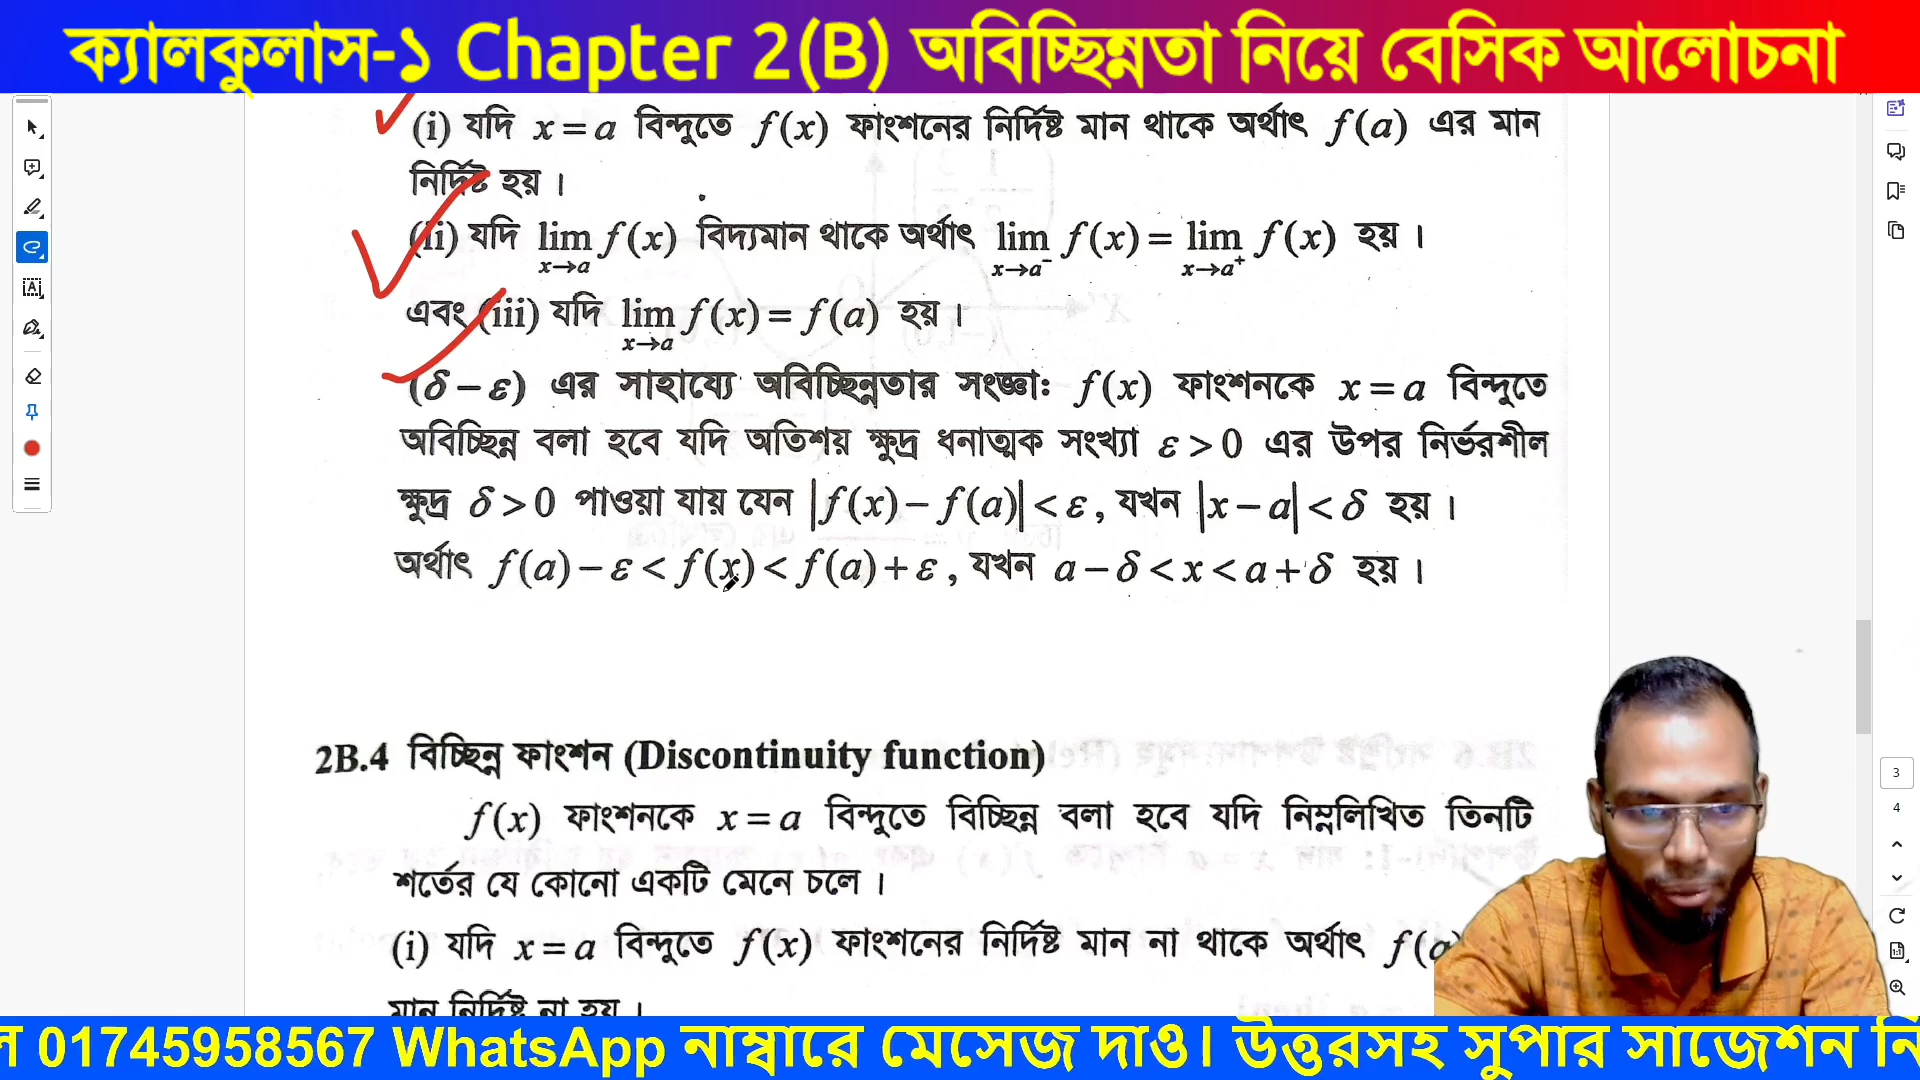 ক্যালকুলাস-১ Chapter 2(B) অবিচ্ছিন্নতা নিয়ে বেসিক আলোচনা
(i) যদি x = a বিন্দুতে f(x) ফাংশনের নির্দিষ্ট মান থাকে অর্থাৎ f(a) এর মান
নির্দিষ্ট হয় ।
(ii) যদি lim x→a f(x) বিদ্যমান থাকে অর্থাৎ lim x→a⁻ f(x) = lim x→a⁺ f(x) হয় ।
এবং (iii) যদি lim x→a f(x) = f(a) হয় ।
(δ – ε) এর সাহায্যে অবিচ্ছিন্নতার সংজ্ঞাঃ f(x) ফাংশনকে x = a বিন্দুতে
অবিচ্ছিন্ন বলা হবে যদি অতিশয় ক্ষুদ্র ধনাত্মক সংখ্যা ε > 0 এর উপর নির্ভরশীল
ক্ষুদ্র δ > 0 পাওয়া যায় যেন |f(x) – f(a)| < ε, যখন |x – a| < δ হয় ।
অর্থাৎ f(a) – ε < f(x) < f(a) + ε, যখন a – δ < x < a + δ হয় ।
2B.4 বিচ্ছিন্ন ফাংশন (Discontinuity function)
f(x) ফাংশনকে x = a বিন্দুতে বিচ্ছিন্ন বলা হবে যদি নিম্নলিখিত তিনটি
শর্তের যে কোনো একটি মেনে চলে ।
(i) যদি x = a বিন্দুতে f(x) ফাংশনের নির্দিষ্ট মান না থাকে অর্থাৎ f(a)
মান নির্দিষ্ট না হয় ।
3
4
01745958567 WhatsApp নাম্বারে মেসেজ দাও। উত্তরসহ সুপার সাজেশন